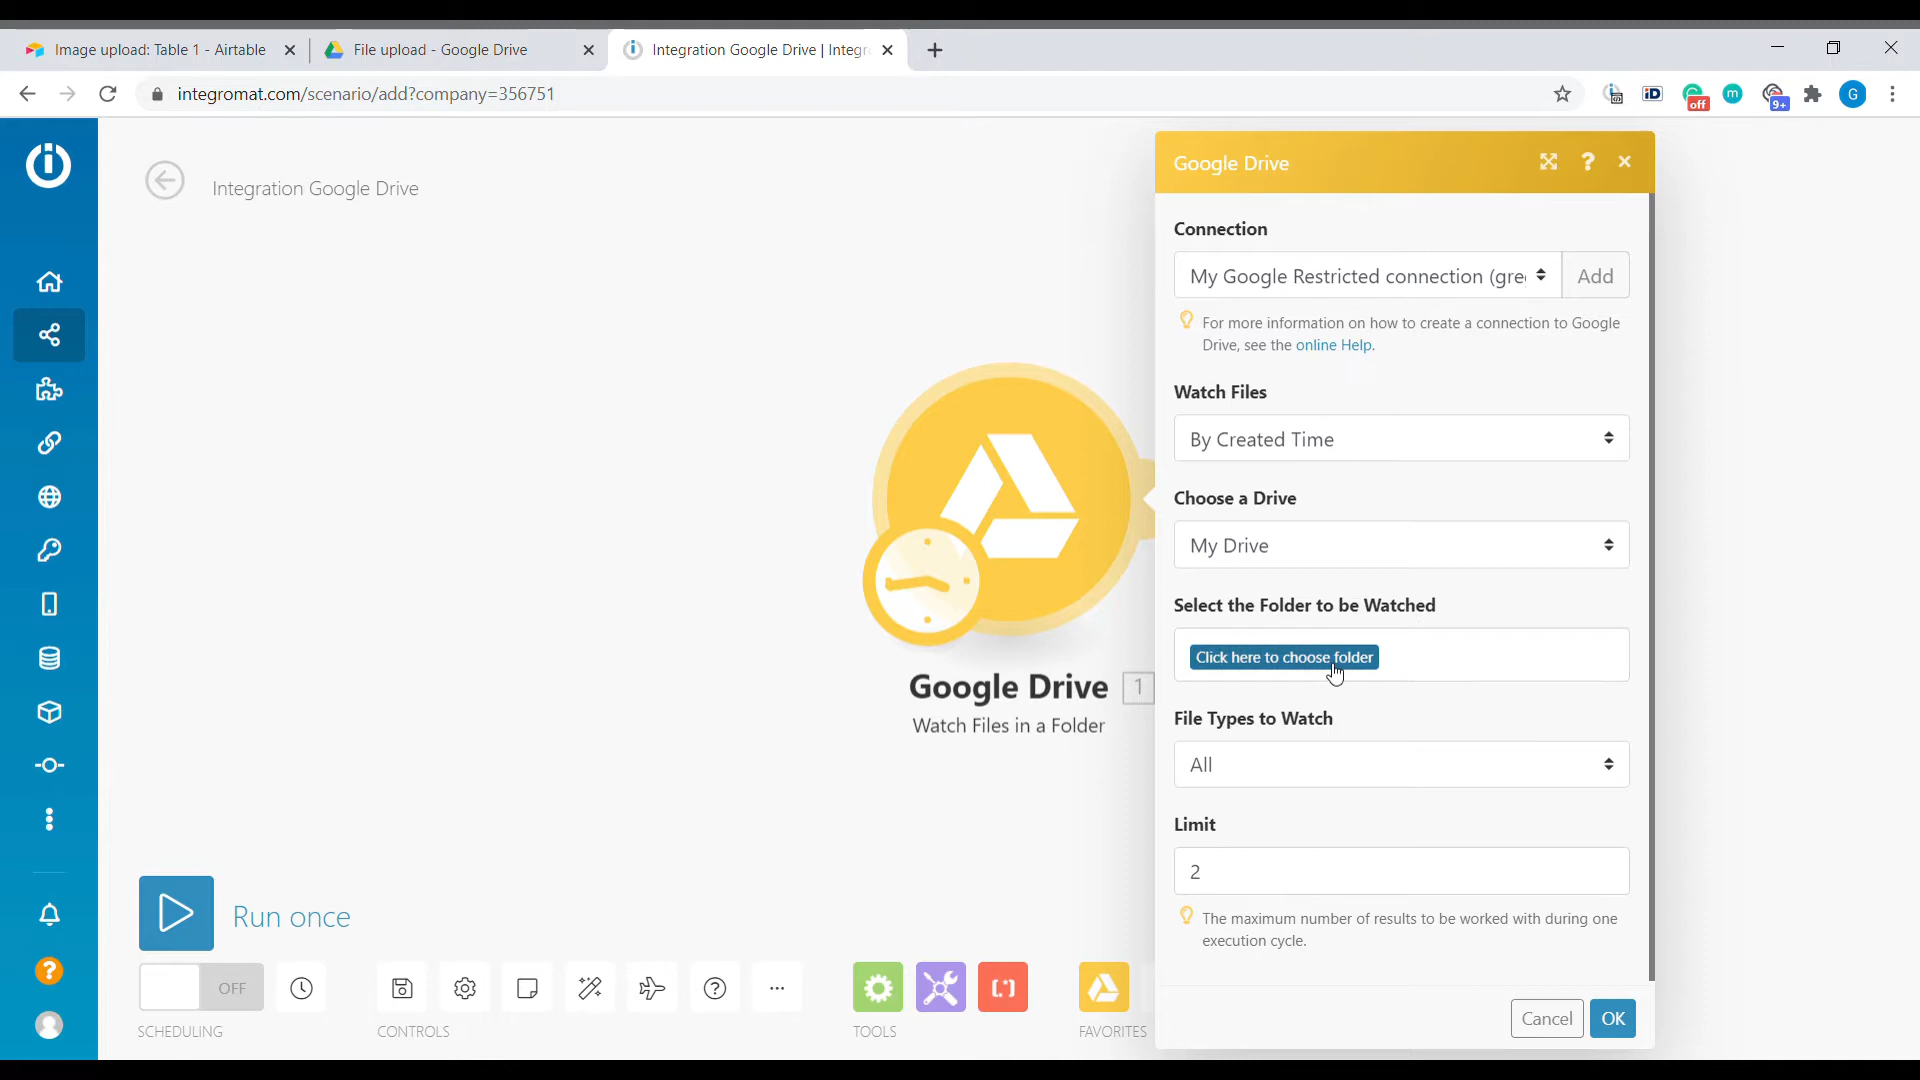 Image upload: Table 1 - Airtable
File upload - Google Drive
Integration Google Drive | Integr
integromat.com/scenario/add?company=356751
iD
off
m
9+
G
Integration Google Drive
Google Drive
?
Connection
My Google Restricted connection (gre
Add
For more information on how to create a connection to Google
Drive, see the online Help.
Watch Files
By Created Time
Choose a Drive
My Drive
Select the Folder to be Watched
Click here to choose folder
Google Drive
1
Watch Files in a Folder
File Types to Watch
All
Limit
2
The maximum number of results to be worked with during one
execution cycle.
Cancel
OK
Run once
OFF
SCHEDULING
CONTROLS
TOOLS
FAVORITES